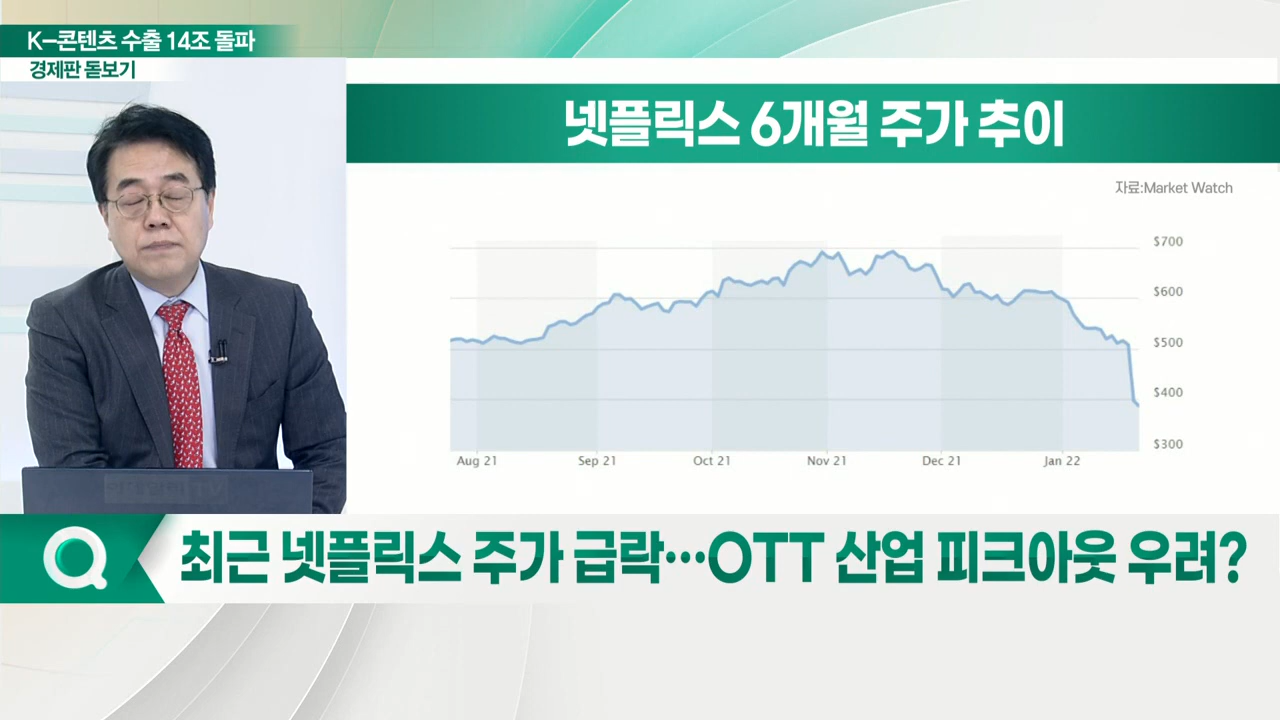 K-콘텐츠 수출 14조 돌파
경제판 돋보기
넷플릭스 6개월 주가 추이
자료:Market Watch
$700
$600
$500
$400
$300
Aug 21
Sep 21
Oct 21
Nov 21
Dec 21
Jan 22
Q
최근 넷플릭스 주가 급락…OTT 산업 피크아웃 우려?